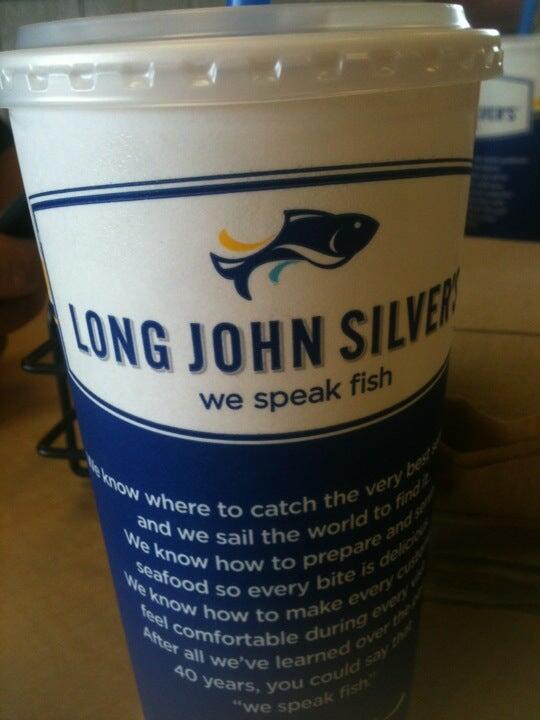 LONG JOHN SILVER'S
we speak fish
We know where to catch the very best
and we sail the world to find it.
We know how to prepare and
seafood so every bite is delicious
We know how to make every
feel comfortable during every
After all we've learned over the
40 years, you could say that
"we speak fish."
VER'S